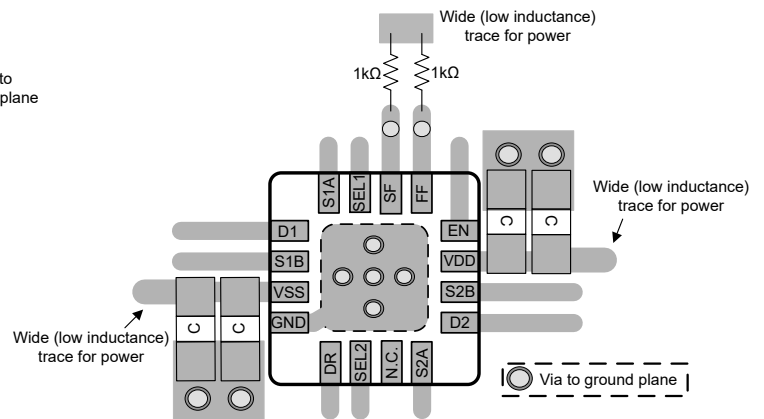 Wide (low inductance)
trace for power
to
plane
1kΩ
1kΩ
S1A
SEL1
SF
FF
C
C
Wide (low inductance)
trace for power
D1
EN
S1B
VDD
VSS
S2B
GND
D2
C
C
Wide (low inductance)
trace for power
DR
SEL2
N.C.
S2A
Via to ground plane